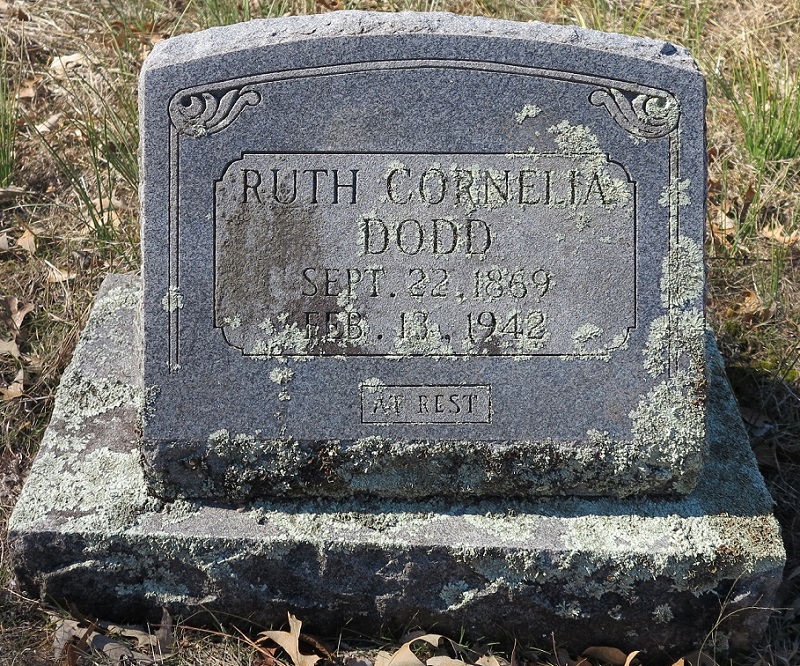 RUTH CORNELIA
DODD
SEPT. 22, 1869
FEB. 13, 1942
AT REST